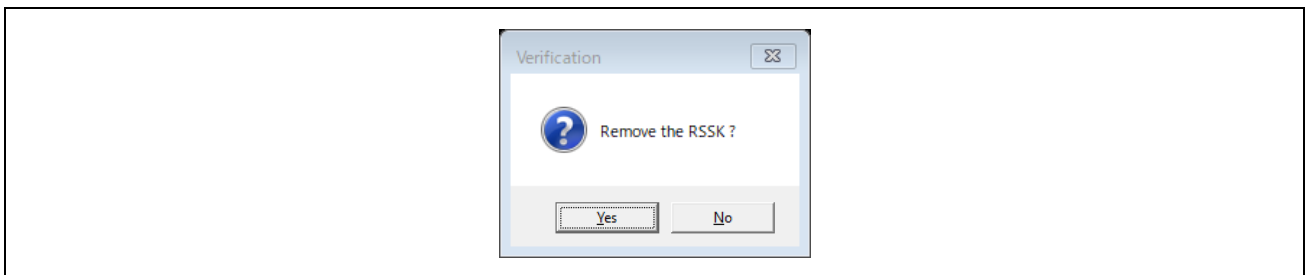 Verification
Remove the RSSK ?
Yes
No